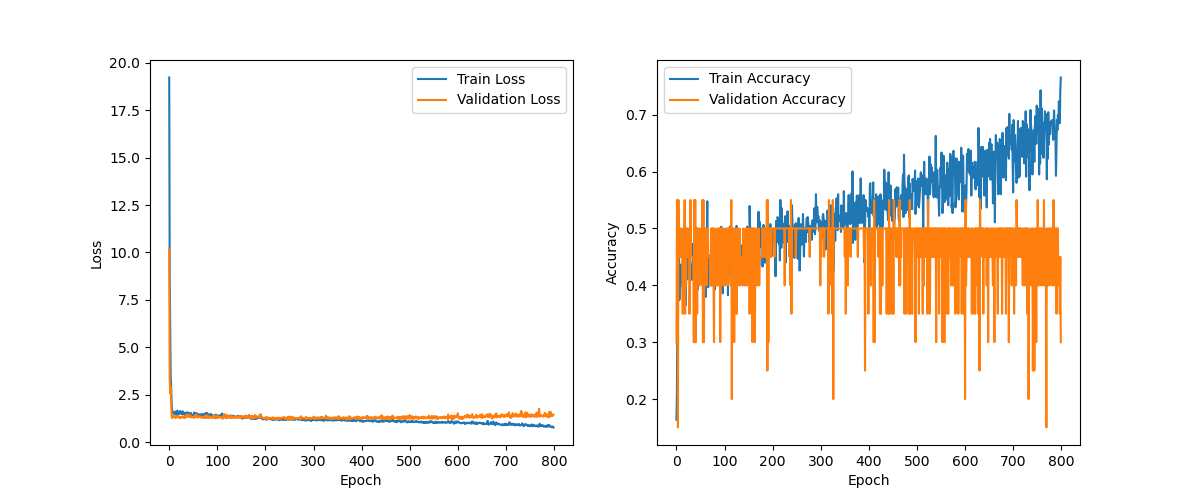 20.0
17.5
15.0
12.5
10.0
7.5
5.0
2.5
0.0
Loss
0 100 200 300 400 500 600 700 800
Epoch
Train Loss
Validation Loss
0.7
0.6
0.5
0.4
0.3
0.2
Accuracy
0 100 200 300 400 500 600 700 800
Epoch
Train Accuracy
Validation Accuracy